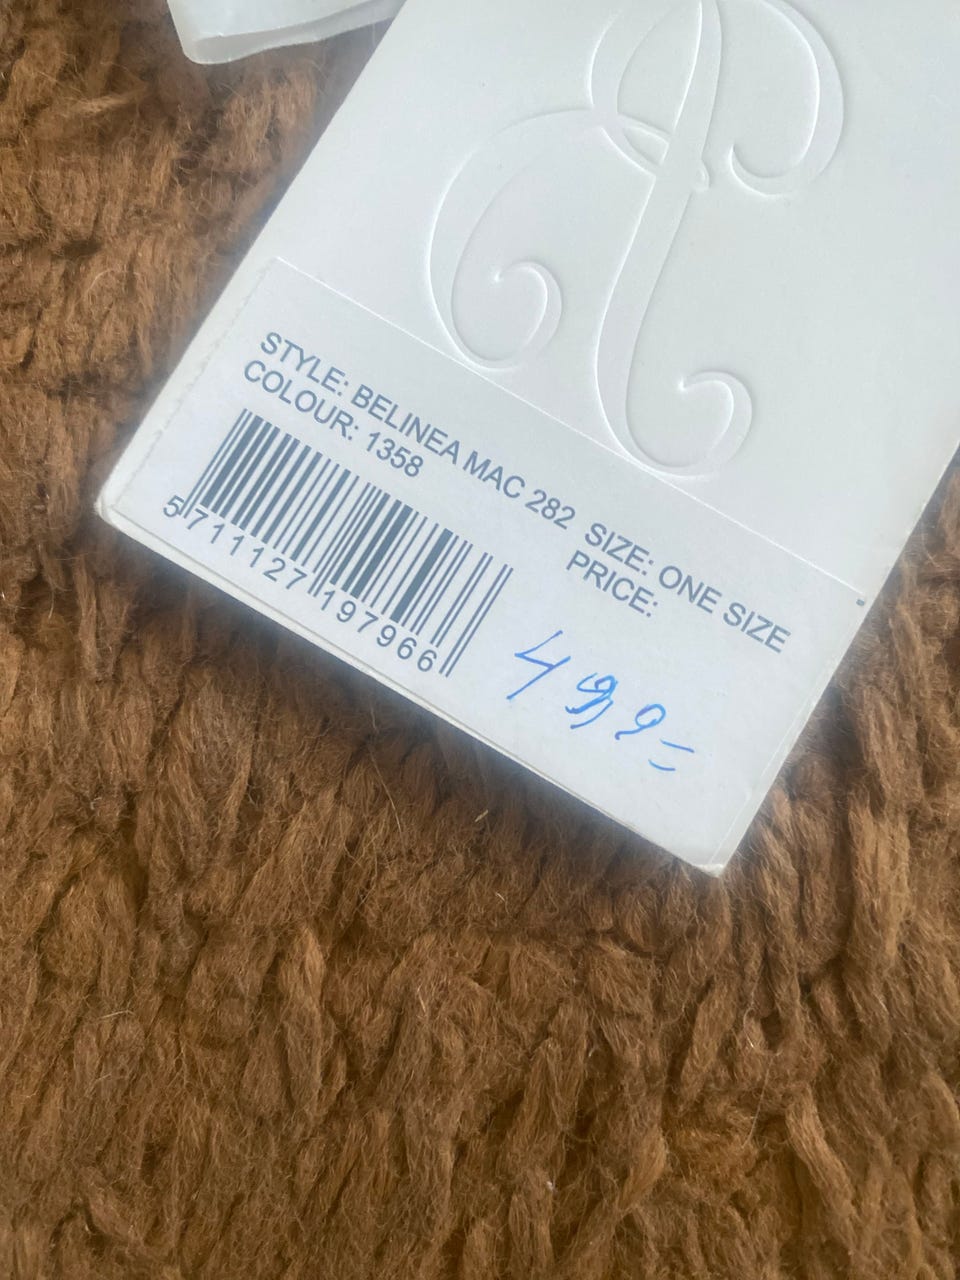 STYLE: BELINEA MAC 282 SIZE: ONE SIZE
COLOUR: 1358 PRICE:
5 711127 197966
499=